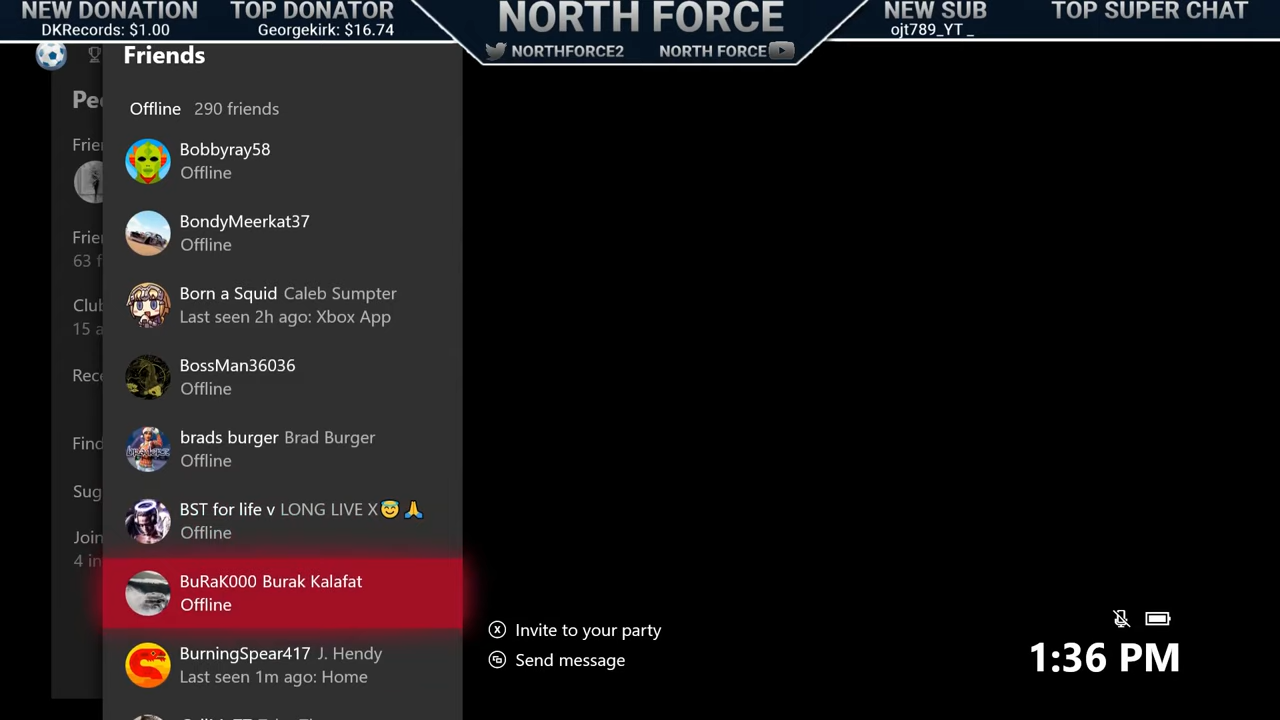 NEW DONATION
DKRecords: $1.00
TOP DONATOR
Georgekirk: $16.74
NORTH FORCE
NORTHFORCE2
NORTH FORCE
NEW SUB
ojt789_YT _
TOP SUPER CHAT
Friends
Offline 290 friends
Bobbyray58
Offline
BondyMeerkat37
Offline
Born a Squid Caleb Sumpter
Last seen 2h ago: Xbox App
BossMan36036
Offline
brads burger Brad Burger
Offline
BST for life v LONG LIVE X😇🙏
Offline
BuRaK000 Burak Kalafat
Offline
BurningSpear417 J. Hendy
Last seen 1m ago: Home
Invite to your party
Send message
1:36 PM